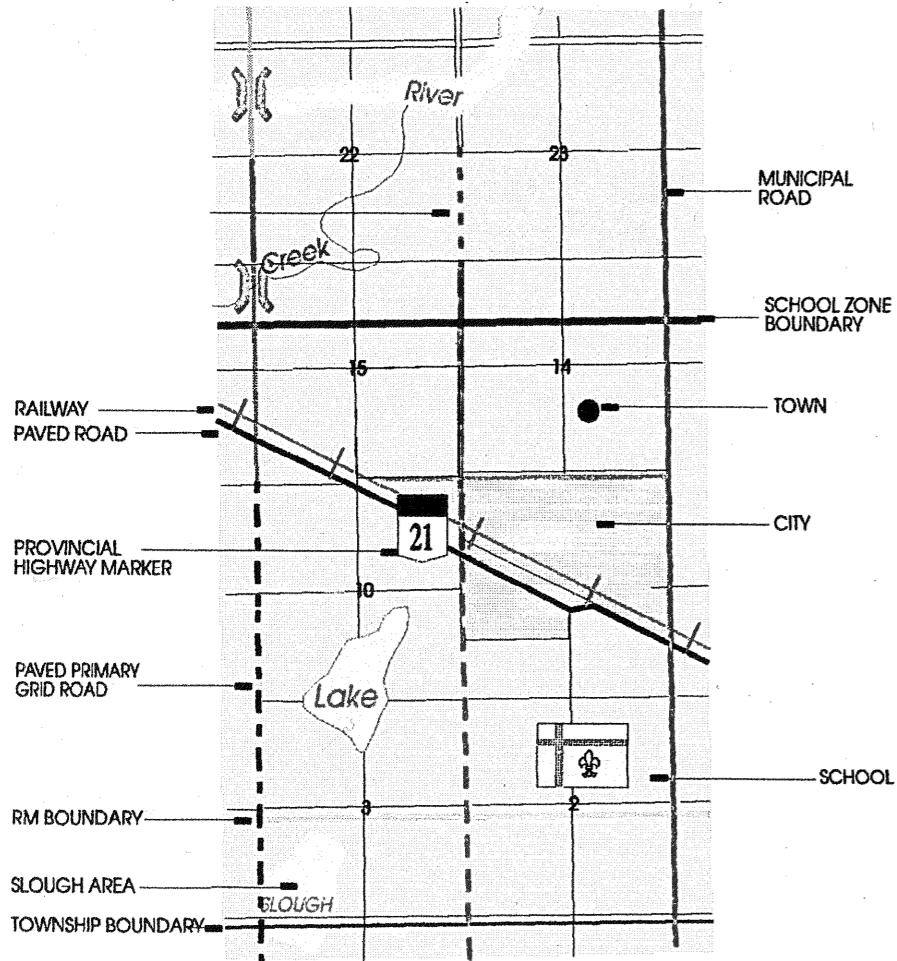 River
22
23
MUNICIPAL
ROAD
Creek
SCHOOL ZONE
BOUNDARY
15
14
RAILWAY
PAVED ROAD
TOWN
21
CITY
PROVINCIAL
HIGHWAY MARKER
10
PAVED PRIMARY
GRID ROAD
Lake
SCHOOL
3
2
RM BOUNDARY
SLOUGH AREA
SLOUGH
TOWNSHIP BOUNDARY